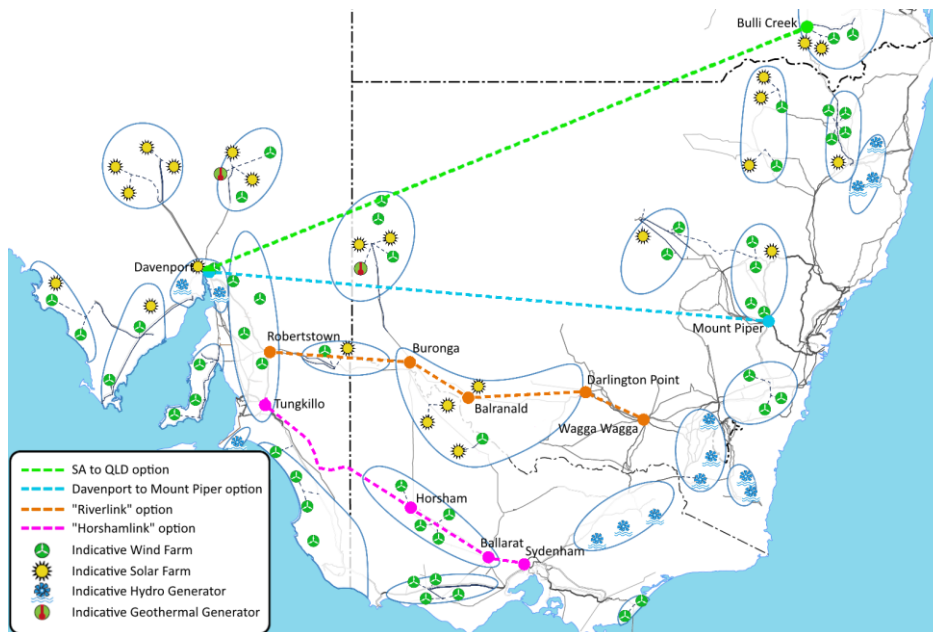 Bulli Creek
Davenport
Mount Piper
Robertstown
Buronga
Darlington Point
Balranald
Tungkillo
Wagga Wagga
Horsham
Ballarat
Sydenham
SA to QLD option
Davenport to Mount Piper option
"Riverlink" option
"Horshamlink" option
Indicative Wind Farm
Indicative Solar Farm
Indicative Hydro Generator
Indicative Geothermal Generator